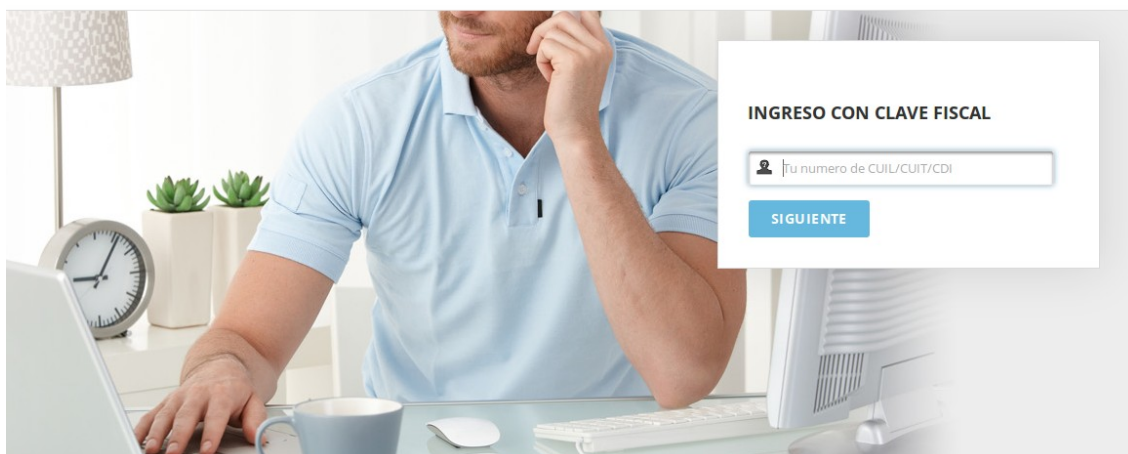 INGRESO CON CLAVE FISCAL
Tu numero de CUIL/CUIT/CDI
SIGUIENTE